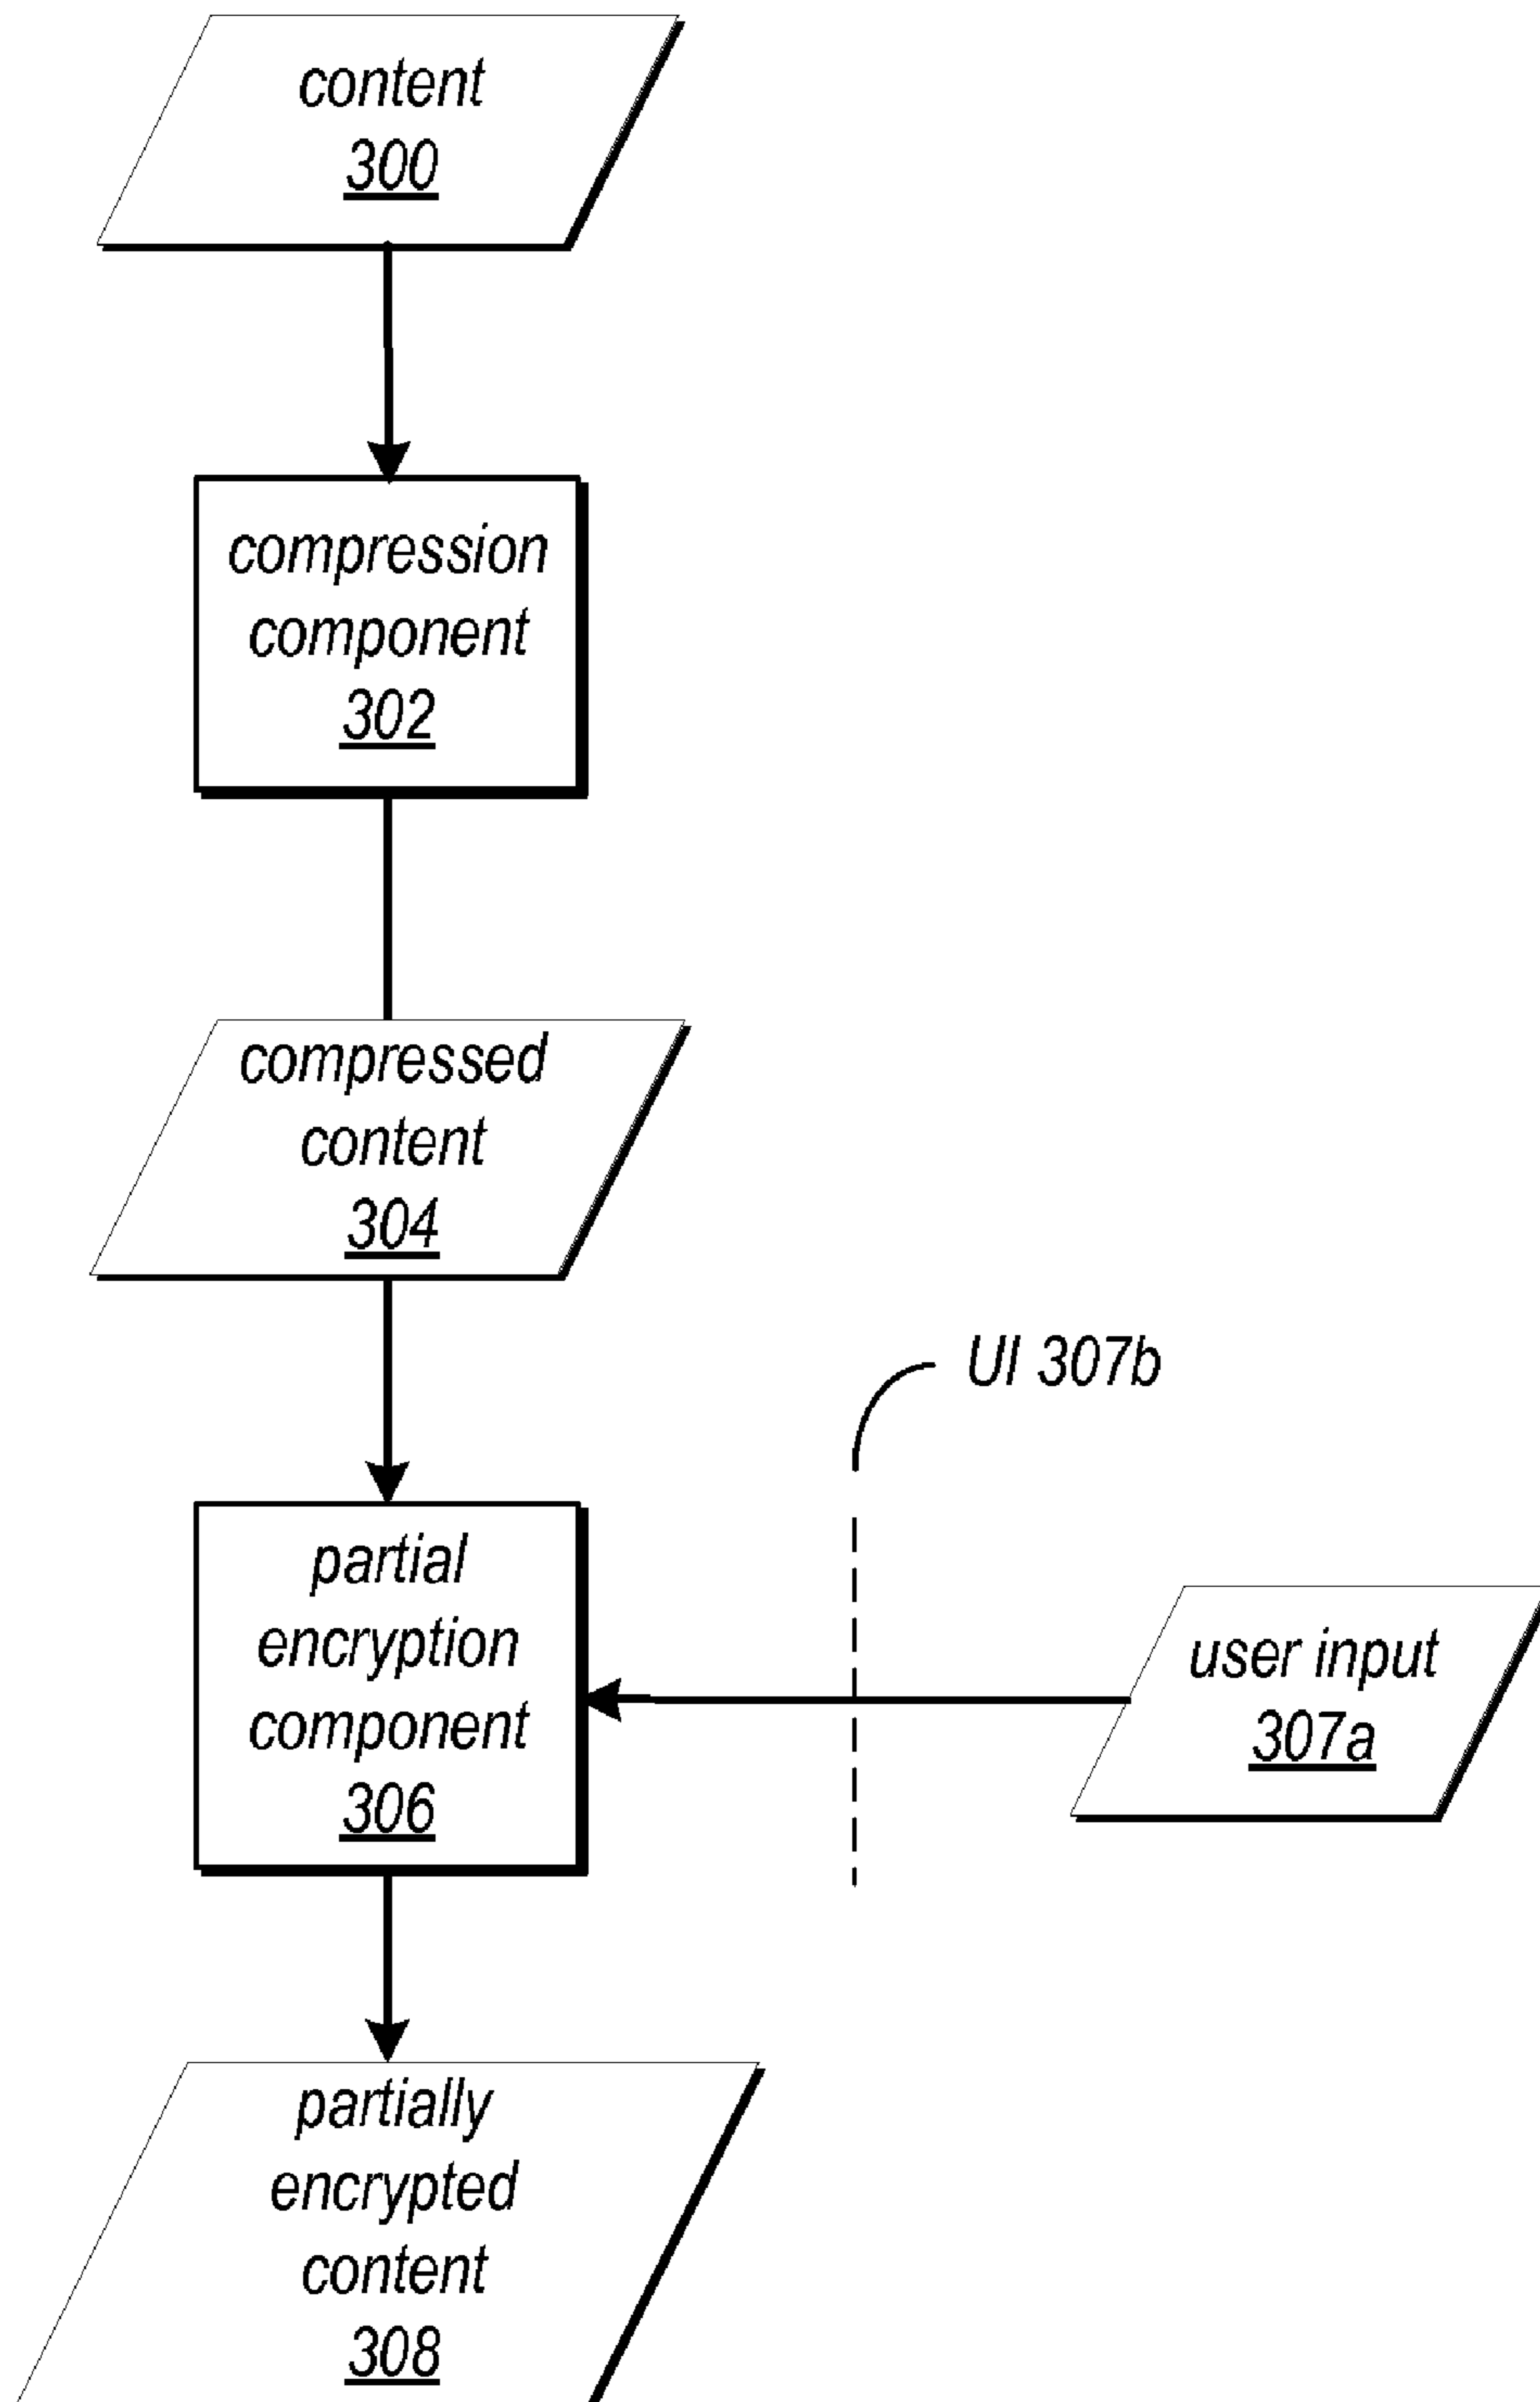 content
300
compression
component
302
compressed
content
304
UI 307b
partial
encryption
component
306
user input
307a
partially
encrypted
content
308